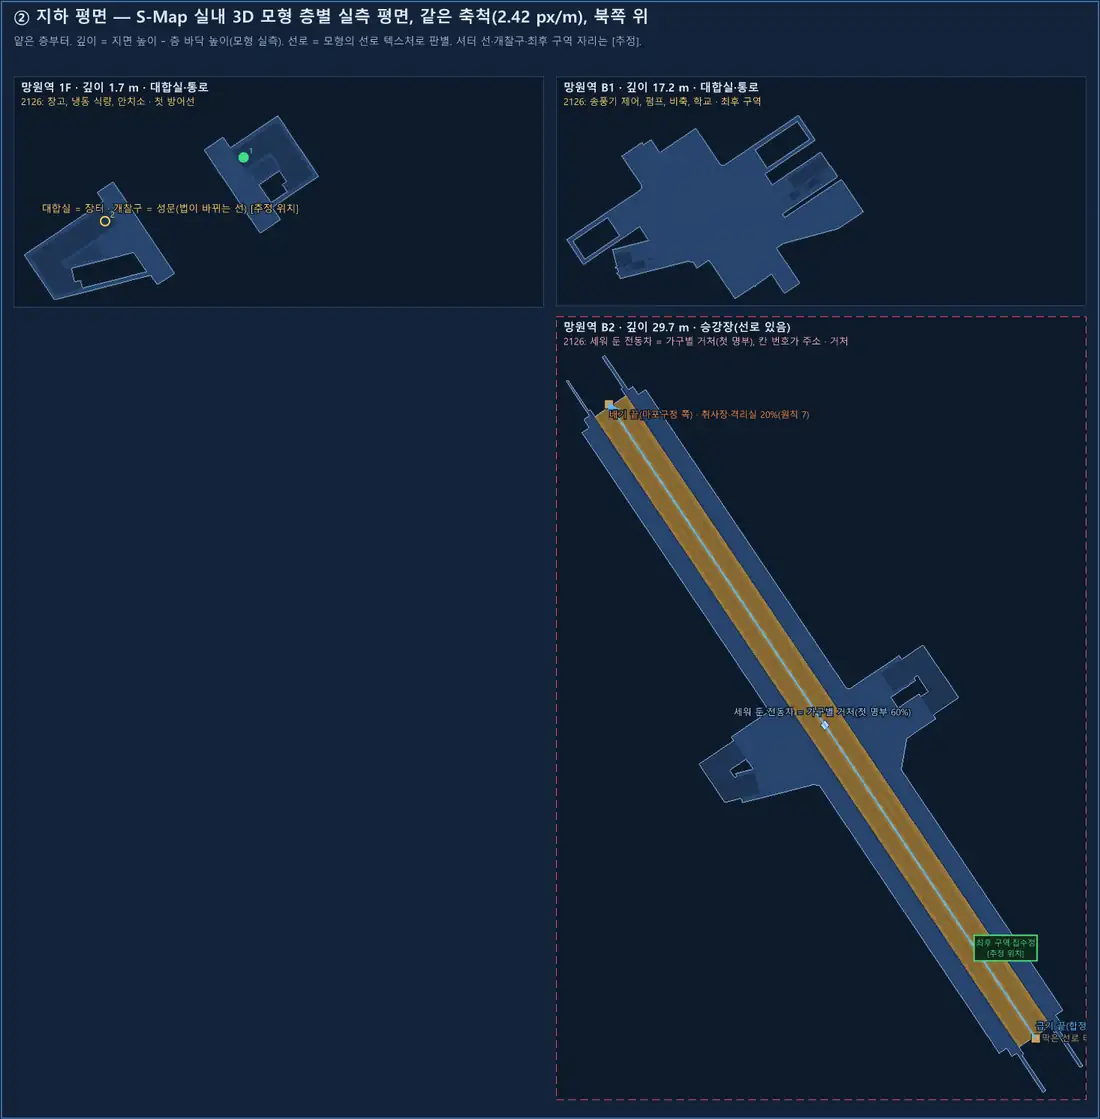 ② 지하 평면 — S-Map 실내 3D 모형 층별 실측 평면, 같은 축척(2.42 px/m), 북쪽 위
얕은 층부터. 깊이 = 지면 높이 - 층 바닥 높이(모형 실측). 선로 = 모형의 선로 텍스처로 판별. 셔터 선·개찰구·최후 구역 자리는 [추정].
망원역 1F · 깊이 1.7 m · 대합실·통로
2126: 창고, 냉동 식량, 안치소 · 첫 방어선
1
대합실 = 장터 · 개찰구 = 성문(법이 바뀌는 선) [추정 위치]
2
망원역 B1 · 깊이 17.2 m · 대합실·통로
2126: 송풍기 제어, 펌프, 비축, 학교 · 최후 구역
망원역 B2 · 깊이 29.7 m · 승강장(선로 있음)
2126: 세워 둔 전동차 = 가구별 거처(첫 명부), 칸 번호가 주소 · 거처
배기 끝(마포구청 쪽) · 취사장·격리실 20%(원칙 7)
세워 둔 전동차 = 가구별 거처(첫 명부 60%)
최후 구역 집수정
[추정 위치]
급기 끝(합정
막은 선로 터